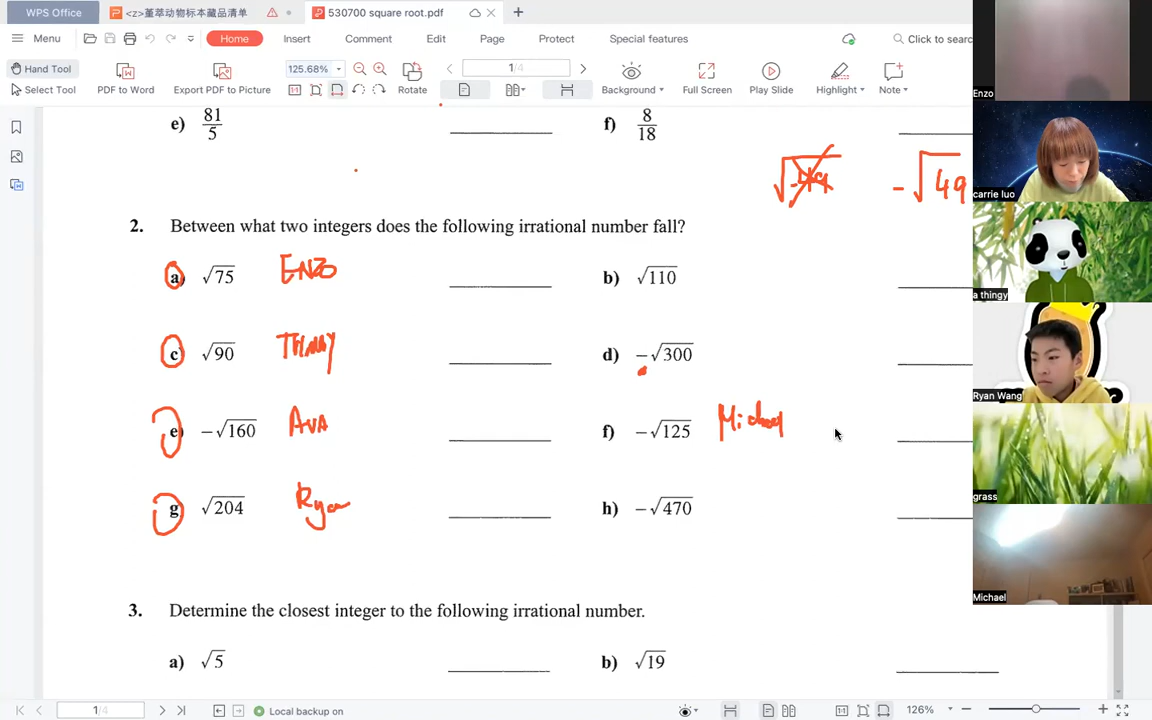 WPS Office
<z>堇萃动物标本藏品清单
530700 square root.pdf
Menu
Home
Insert
Comment
Edit
Page
Protect
Special features
Click to searc
Hand Tool
Select Tool
PDF to Word
Export PDF to Picture
125.68%
Rotate
1/4
Background
Full Screen
Play Slide
Highlight
Note
e) 81/5
f) 8/18
√-49
-√49
2. Between what two integers does the following irrational number fall?
a) √75 ENZO
b) √110
c) √90
d) -√300
e) -√160 AVA
f) -√125 Michael
g √204 Ryan
h) -√470
3. Determine the closest integer to the following irrational number.
a) √5
b) √19
Enzo
carrie luo
a thingy
Ryan Wang
grass
Michael
1/4
Local backup on
126%